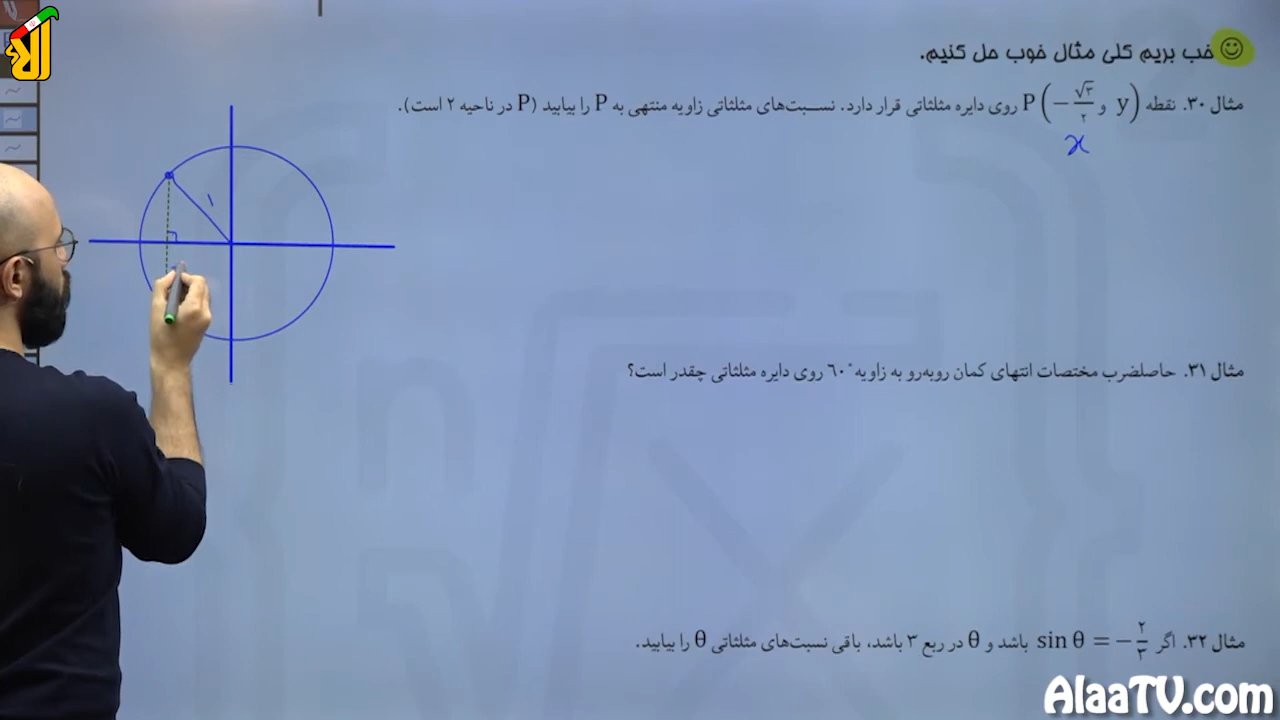 خب بریم کلی مثال خوب حل کنیم.
مثال ۳۰. نقطه P(-√۳/۲ و y) روی دایره مثلثاتی قرار دارد. نسبت‌های مثلثاتی زاویه منتهی به P را بیابید (P در ناحیه ۲ است).
x
۱
مثال ۳۱. حاصلضرب مختصات انتهای کمان روبه‌رو به زاویه ۶۰° روی دایره مثلثاتی چقدر است؟
مثال ۳۲. اگر sin θ = -۲/۳ باشد و θ در ربع ۳ باشد، باقی نسبت‌های مثلثاتی θ را بیابید.
AlaaTV.com